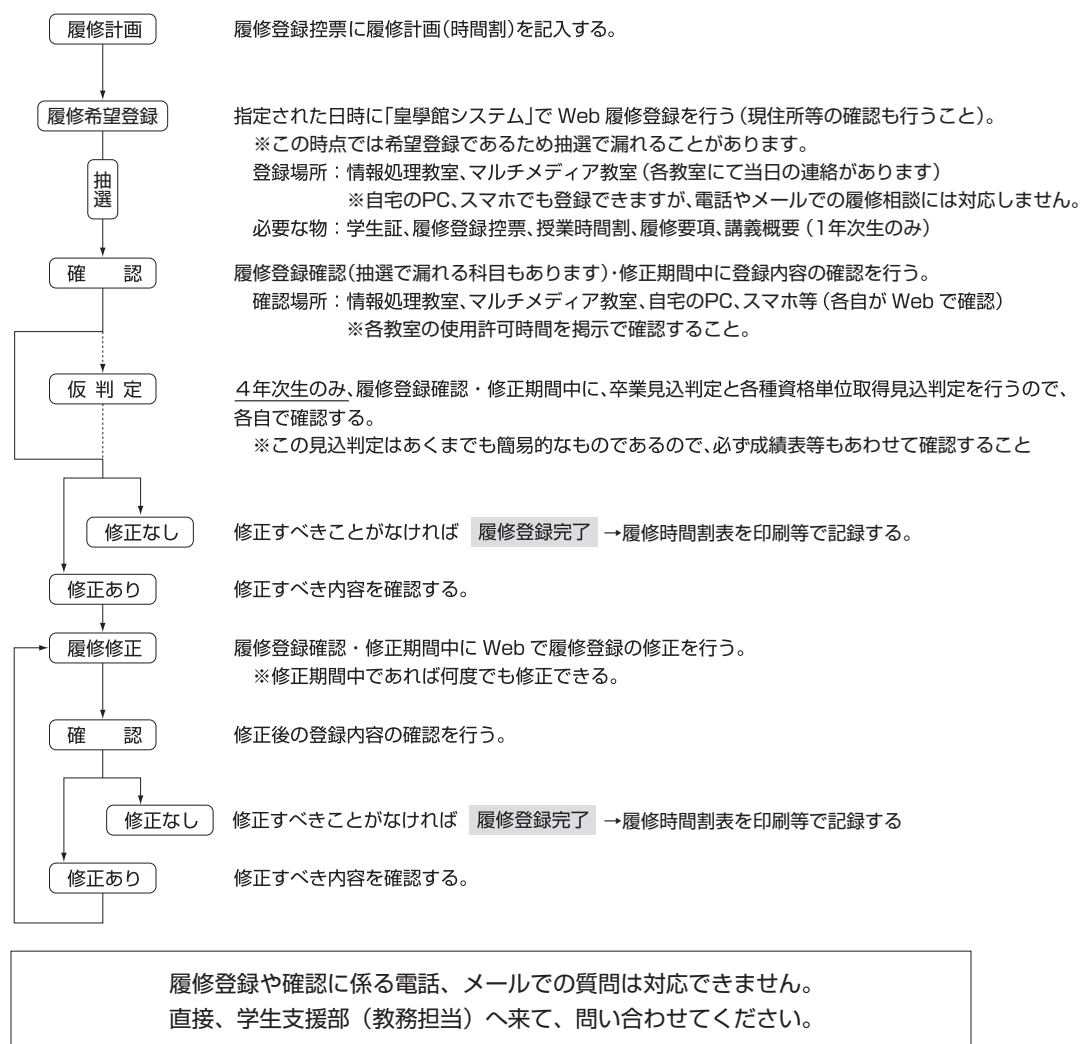 履修計画 履修登録控票に履修計画(時間割)を記入する。
履修希望登録 指定された日時に「皇學館システム」で Web 履修登録を行う(現住所等の確認も行うこと)。
※この時点では希望登録であるため抽選で漏れることがあります。
抽選 登録場所：情報処理教室、マルチメディア教室(各教室にて当日の連絡があります)
※自宅のPC、スマホでも登録できますが、電話やメールでの履修相談には対応しません。
必要な物：学生証、履修登録控票、授業時間割、履修要項、講義概要(1年次生のみ)
確　認 履修登録確認(抽選で漏れる科目もあります)・修正期間中に登録内容の確認を行う。
確認場所：情報処理教室、マルチメディア教室、自宅のPC、スマホ等(各自が Web で確認)
※各教室の使用許可時間を掲示で確認すること。
仮判定 4年次生のみ、履修登録確認・修正期間中に、卒業見込判定と各種資格単位取得見込判定を行うので、
各自で確認する。
※この見込判定はあくまでも簡易的なものであるので、必ず成績表等もあわせて確認すること
修正なし 修正すべきことがなければ 履修登録完了 →履修時間割表を印刷等で記録する。
修正あり 修正すべき内容を確認する。
履修修正 履修登録確認・修正期間中に Web で履修登録の修正を行う。
※修正期間中であれば何度でも修正できる。
確　認 修正後の登録内容の確認を行う。
修正なし 修正すべきことがなければ 履修登録完了 →履修時間割表を印刷等で記録する
修正あり 修正すべき内容を確認する。
履修登録や確認に係る電話、メールでの質問は対応できません。
直接、学生支援部（教務担当）へ来て、問い合わせてください。